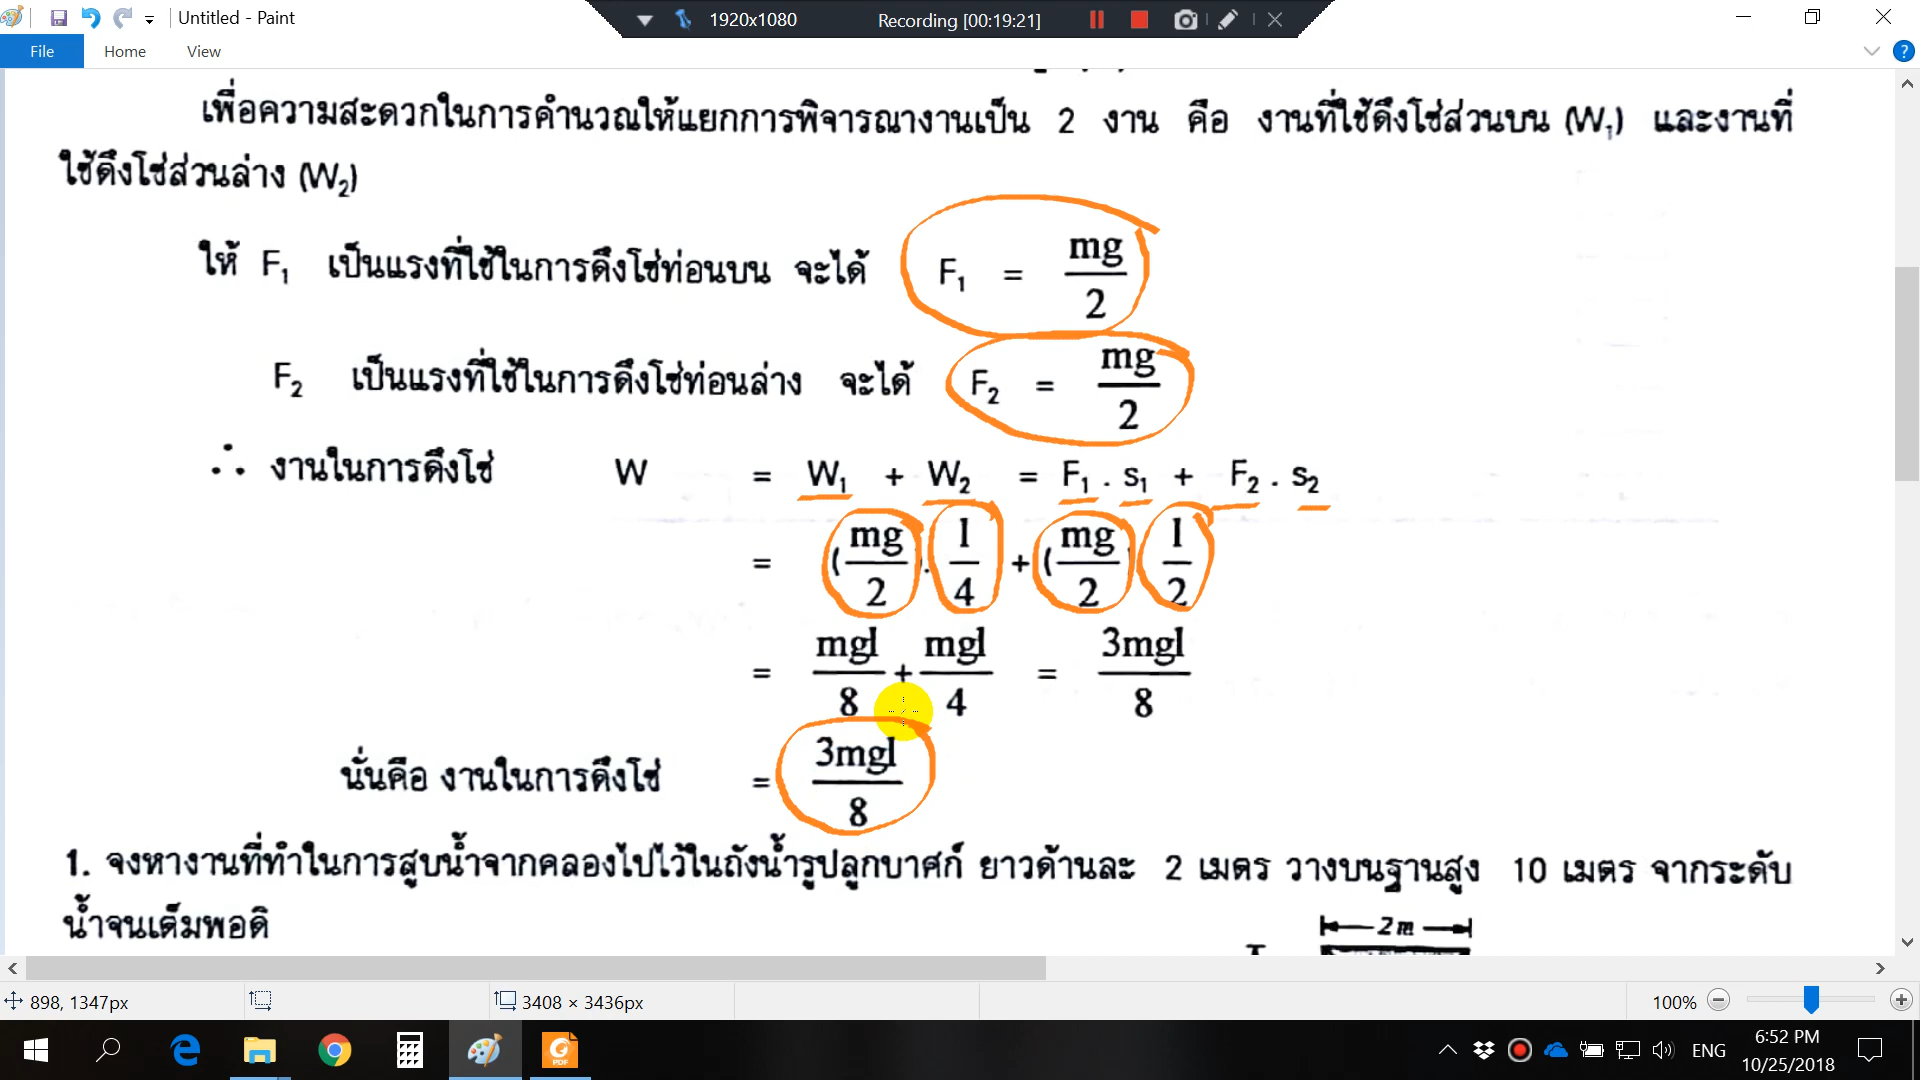 Untitled - Paint
1920x1080
Recording [00:19:21]
File Home View
เพื่อความสะดวกในการคำนวณให้แยกการพิจารณางานเป็น 2 งาน คือ งานที่ใช้ดึงโซ่ส่วนบน (W₁) และงานที่
ใช้ดึงโซ่ส่วนล่าง (W₂)
ให้ F₁ เป็นแรงที่ใช้ในการดึงโซ่ท่อนบน จะได้ F₁ = mg/2
F₂ เป็นแรงที่ใช้ในการดึงโซ่ท่อนล่าง จะได้ F₂ = mg/2
∴ งานในการดึงโซ่ W = W₁ + W₂ = F₁ . s₁ + F₂ . s₂
= (mg/2). l/4 + (mg/2) l/2
= mgl/8 + mgl/4 = 3mgl/8
นั่นคือ งานในการดึงโซ่ = 3mgl/8
1. จงหางานที่ทำในการสูบน้ำจากคลองไปไว้ในถังน้ำรูปลูกบาศก์ ยาวด้านละ 2 เมตร วางบนฐานสูง 10 เมตร จากระดับ
น้ำจนเต็มพอดี
2m
898, 1347px
3408 × 3436px
100%
PDF
ENG
6:52 PM
10/25/2018